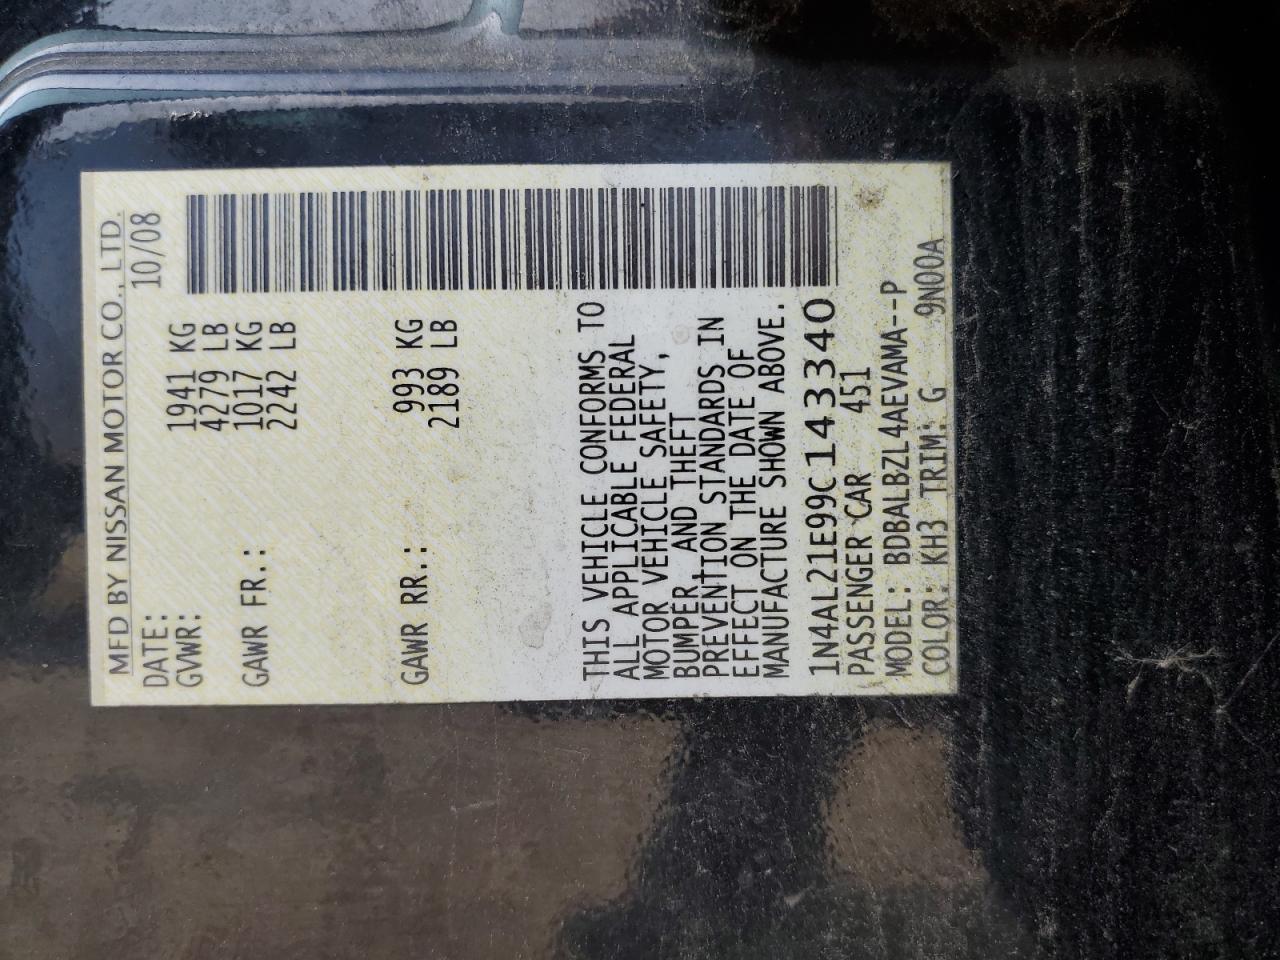 MFD BY NISSAN MOTOR CO., LTD.
DATE: 10/08
GVWR: 1941 KG
4279 LB
GAWR FR.: 1017 KG
2242 LB
GAWR RR.: 993 KG
2189 LB
THIS VEHICLE CONFORMS TO
ALL APPLICABLE FEDERAL
MOTOR VEHICLE SAFETY,
BUMPER, AND THEFT
PREVENTION STANDARDS IN
EFFECT ON THE DATE OF
MANUFACTURE SHOWN ABOVE.
1N4AL21E99C143340
PASSENGER CAR 451
MODEL: BDBALBZL4AEVAMA--P
COLOR: KH3 TRIM: G 9N00A